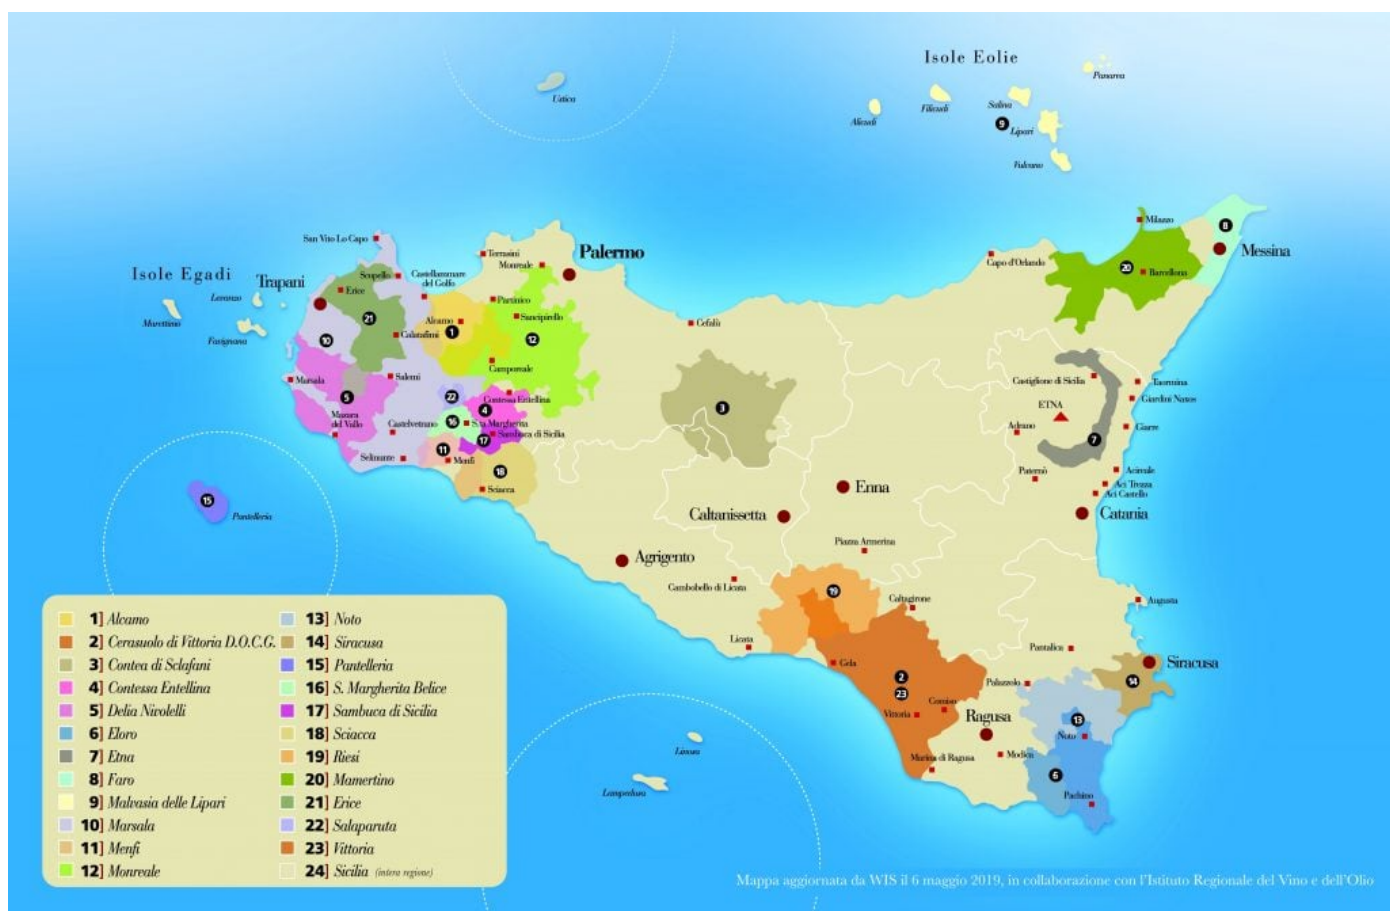 Isole Eolie
Panarea
Ustica
Salina
Filicudi
Alicudi
9
Lipari
Vulcano
Milazzo
8
San Vito Lo Capo
Terrasini
Palermo
Messina
Monreale
Capo d'Orlando
20
Barcellona
Isole Egadi
Trapani
Scopello
Castellammare
del Golfo
Levanzo
Erice
Partinico
Marettimo
21
Alcamo
Sancipirello
Cefalù
Favignana
10
Calatafimi
1
12
Camporeale
Marsala
Salemi
Castiglione di Sicilia
Taormina
5
22
Contessa Entellina
Giardini Naxos
3
ETNA
Mazara
del Vallo
4
Castelvetrano
16
S.ta Margherita
Adrano
Giarre
17
Sambuca di Sicilia
7
11
Selinunte
Menfi
18
Paternò
Acireale
Sciacca
Enna
Aci Trezza
Aci Castello
15
Pantelleria
Caltanissetta
Catania
Piazza Armerina
Agrigento
Cambobello di Licata
19
Caltagirone
Augusta
Licata
Pantalica
Gela
Siracusa
2
14
23
Palazzolo
Comiso
Vittoria
Ragusa
13
Noto
Marina di Ragusa
Modica
6
Pachino
Linosa
Lampedusa
1] Alcamo
2] Cerasuolo di Vittoria D.O.C.G.
3] Contea di Sclafani
4] Contessa Entellina
5] Delia Nivolelli
6] Eloro
7] Etna
8] Faro
9] Malvasia delle Lipari
10] Marsala
11] Menfi
12] Monreale
13] Noto
14] Siracusa
15] Pantelleria
16] S. Margherita Belice
17] Sambuca di Sicilia
18] Sciacca
19] Riesi
20] Mamertino
21] Erice
22] Salaparuta
23] Vittoria
24] Sicilia (intera regione)
Mappa aggiornata da WIS il 6 maggio 2019, in collaborazione con l'Istituto Regionale del Vino e dell'Olio